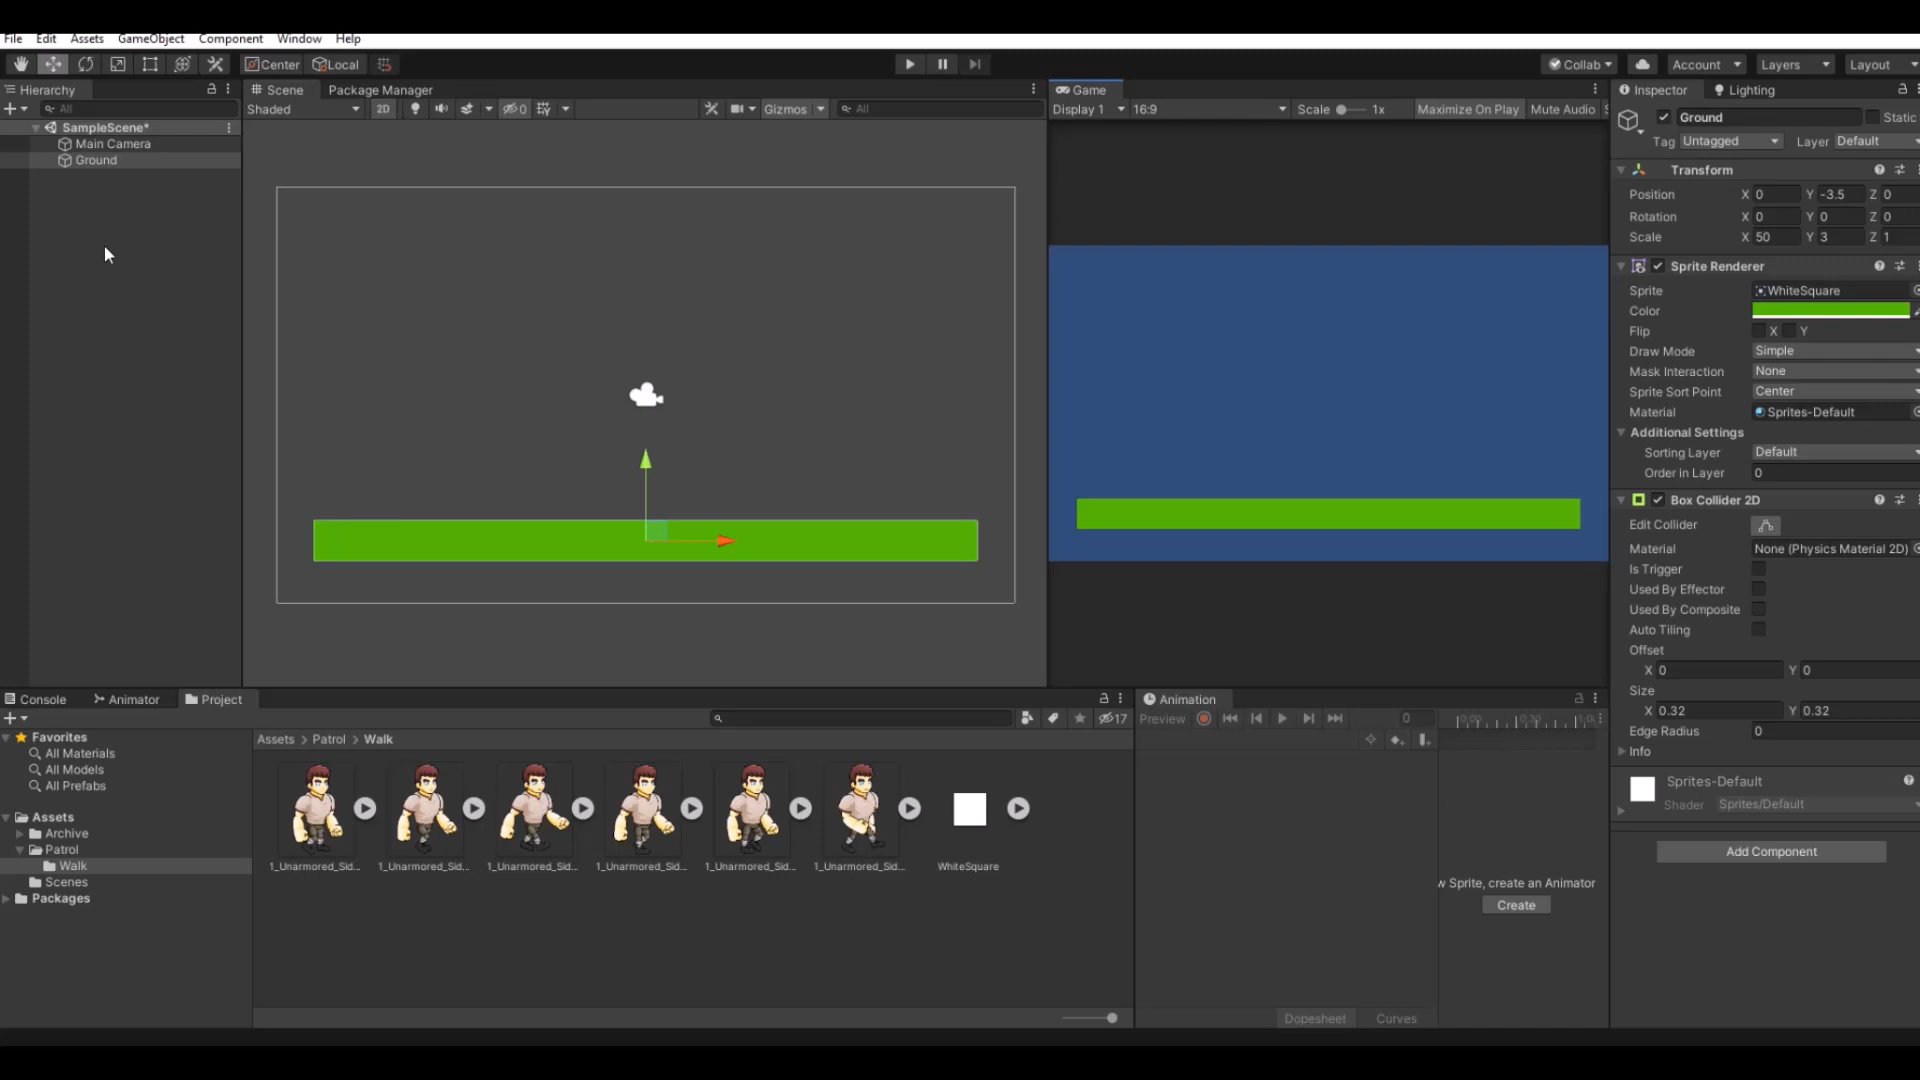 File Edit Assets GameObject Component Window Help
Center Local Collab Account Layers Layout
Hierarchy
All
SampleScene*
Main Camera
Ground
Scene Package Manager
Shaded 2D 0 Gizmos All
Game
Display 1 16:9 Scale 1x Maximize On Play Mute Audio S
Inspector Lighting
Ground Static
Tag Untagged Layer Default
Transform
Position X 0 Y -3.5 Z 0
Rotation X 0 Y 0 Z 0
Scale X 50 Y 3 Z 1
Sprite Renderer
Sprite WhiteSquare
Color
Flip X Y
Draw Mode Simple
Mask Interaction None
Sprite Sort Point Center
Material Sprites-Default
Additional Settings
Sorting Layer Default
Order in Layer 0
Box Collider 2D
Edit Collider
Material None (Physics Material 2D)
Is Trigger
Used By Effector
Used By Composite
Auto Tiling
Offset
X 0 Y 0
Size
X 0.32 Y 0.32
Edge Radius 0
Info
Sprites-Default
Shader Sprites/Default
Add Component
Console Animator Project
17
Favorites
All Materials
All Models
All Prefabs
Assets
Archive
Patrol
Walk
Scenes
Packages
Assets > Patrol > Walk
1_Unarmored_Sid... 1_Unarmored_Sid... 1_Unarmored_Sid... 1_Unarmored_Sid... 1_Unarmored_Sid... 1_Unarmored_Sid... WhiteSquare
Animation
Preview 0 0:00
w Sprite, create an Animator
Create
Dopesheet Curves